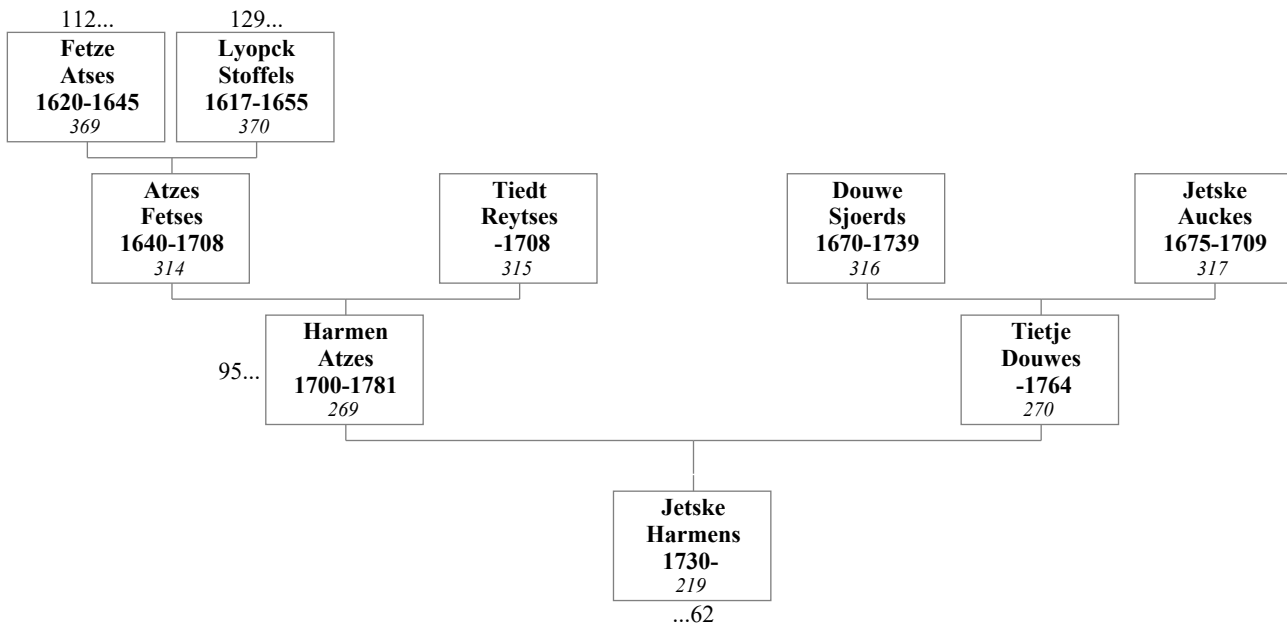 112...
129...
Fetze
Atses
1620-1645
369
Lyopck
Stoffels
1617-1655
370
Atzes
Fetses
1640-1708
314
Tiedt
Reytses
-1708
315
Douwe
Sjoerds
1670-1739
316
Jetske
Auckes
1675-1709
317
95...
Harmen
Atzes
1700-1781
269
Tietje
Douwes
-1764
270
Jetske
Harmens
1730-
219
...62